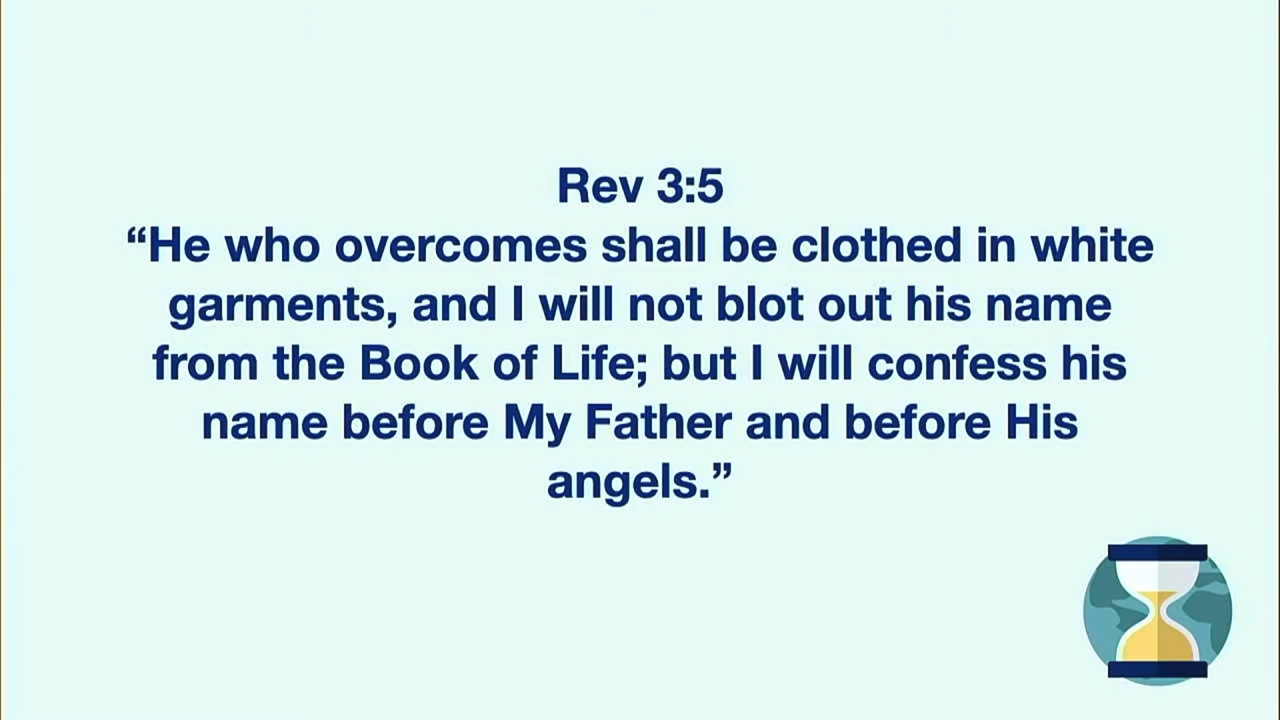 Rev 3:5
“He who overcomes shall be clothed in white
garments, and I will not blot out his name
from the Book of Life; but I will confess his
name before My Father and before His
angels.”